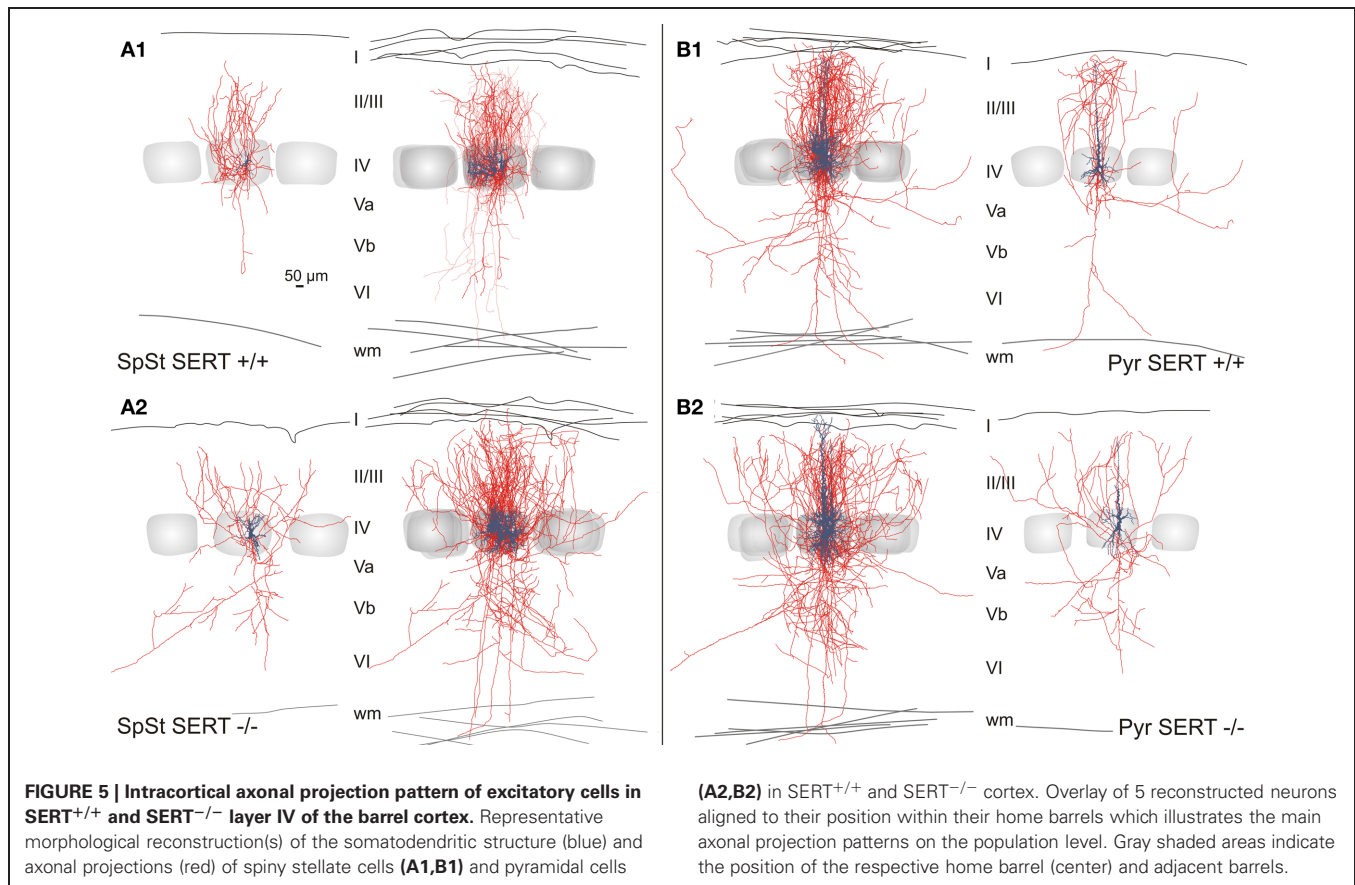 A1
I
II/III
IV
Va
Vb
50 µm
VI
wm
SpSt SERT +/+
B1
I
II/III
IV
Va
Vb
VI
wm
Pyr SERT +/+
A2
I
II/III
IV
Va
Vb
VI
wm
SpSt SERT -/-
B2
I
II/III
IV
Va
Vb
VI
wm
Pyr SERT -/-
FIGURE 5 | Intracortical axonal projection pattern of excitatory cells in
SERT+/+ and SERT−/− layer IV of the barrel cortex. Representative
morphological reconstruction(s) of the somatodendritic structure (blue) and
axonal projections (red) of spiny stellate cells (A1,B1) and pyramidal cells
(A2,B2) in SERT+/+ and SERT−/− cortex. Overlay of 5 reconstructed neurons
aligned to their position within their home barrels which illustrates the main
axonal projection patterns on the population level. Gray shaded areas indicate
the position of the respective home barrel (center) and adjacent barrels.